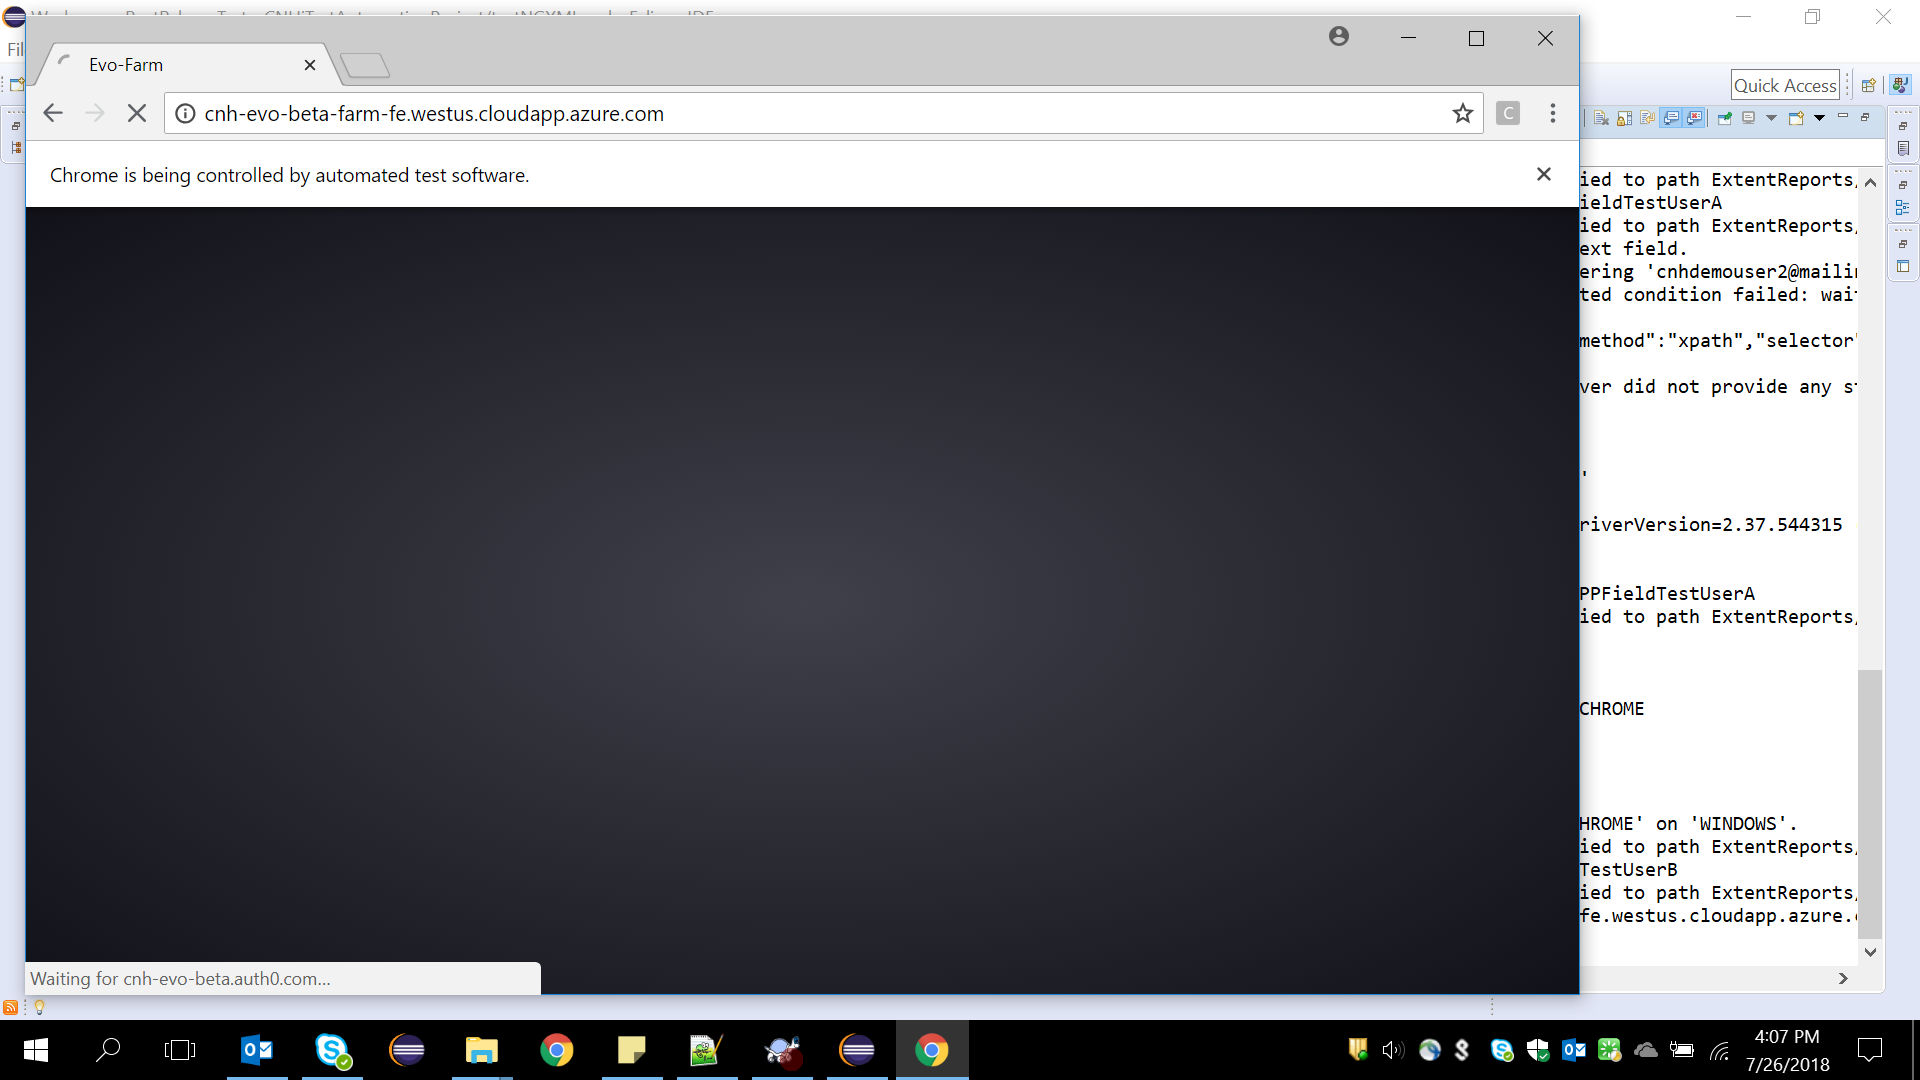 Evo-Farm
cnh-evo-beta-farm-fe.westus.cloudapp.azure.com
C
Chrome is being controlled by automated test software.
Quick Access
ied to path ExtentReports/
ieldTestUserA
ied to path ExtentReports/
ext field.
ering 'cnhdemouser2@mailin
ted condition failed: wait
method":"xpath","selector"
ver did not provide any st
'
riverVersion=2.37.544315
PPFieldTestUserA
ied to path ExtentReports/
CHROME
HROME' on 'WINDOWS'.
ied to path ExtentReports/
TestUserB
ied to path ExtentReports/
fe.westus.cloudapp.azure.c
Waiting for cnh-evo-beta.auth0.com...
4:07 PM
7/26/2018